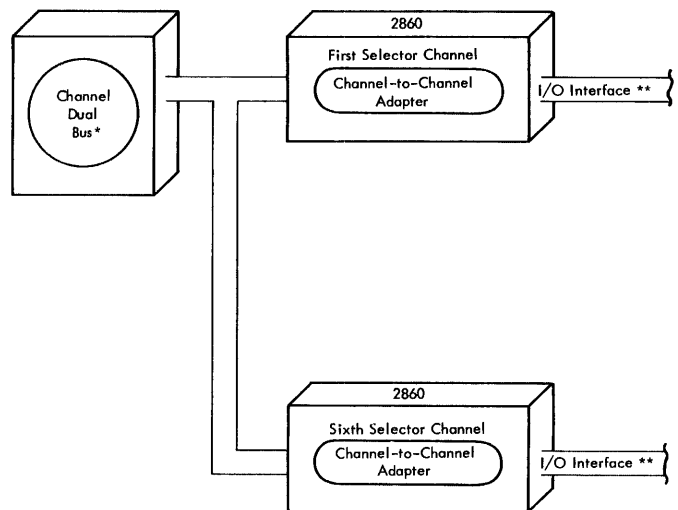 2860
First Selector Channel
Channel-to-Channel
Adapter
I/O Interface **
Channel
Dual
Bus*
2860
Sixth Selector Channel
Channel-to-Channel
Adapter
I/O Interface **